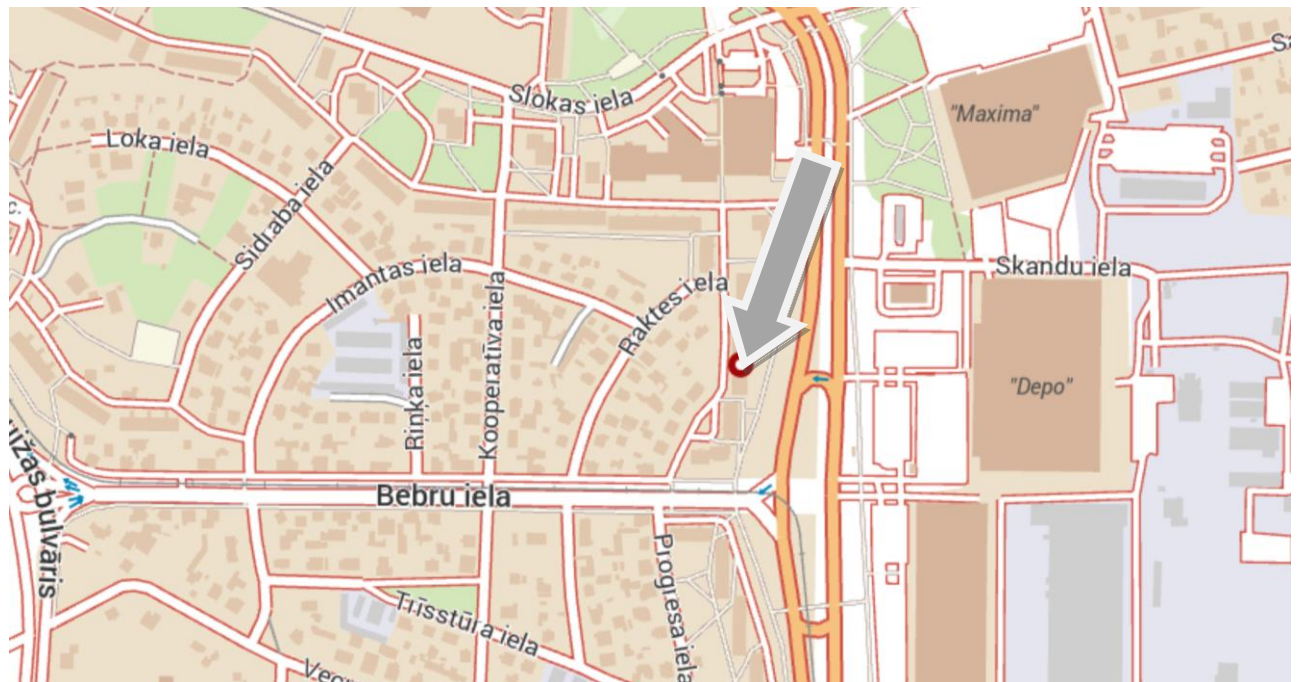 Slokas iela
"Maxima"
Loka iela
Sidraba iela
Imantas iela
Skandu iela
Raktes iela
Riņķa iela
Kooperatīva iela
"Depo"
Bebru iela
bulvāris
Progresa iela
Trīsstūra iela